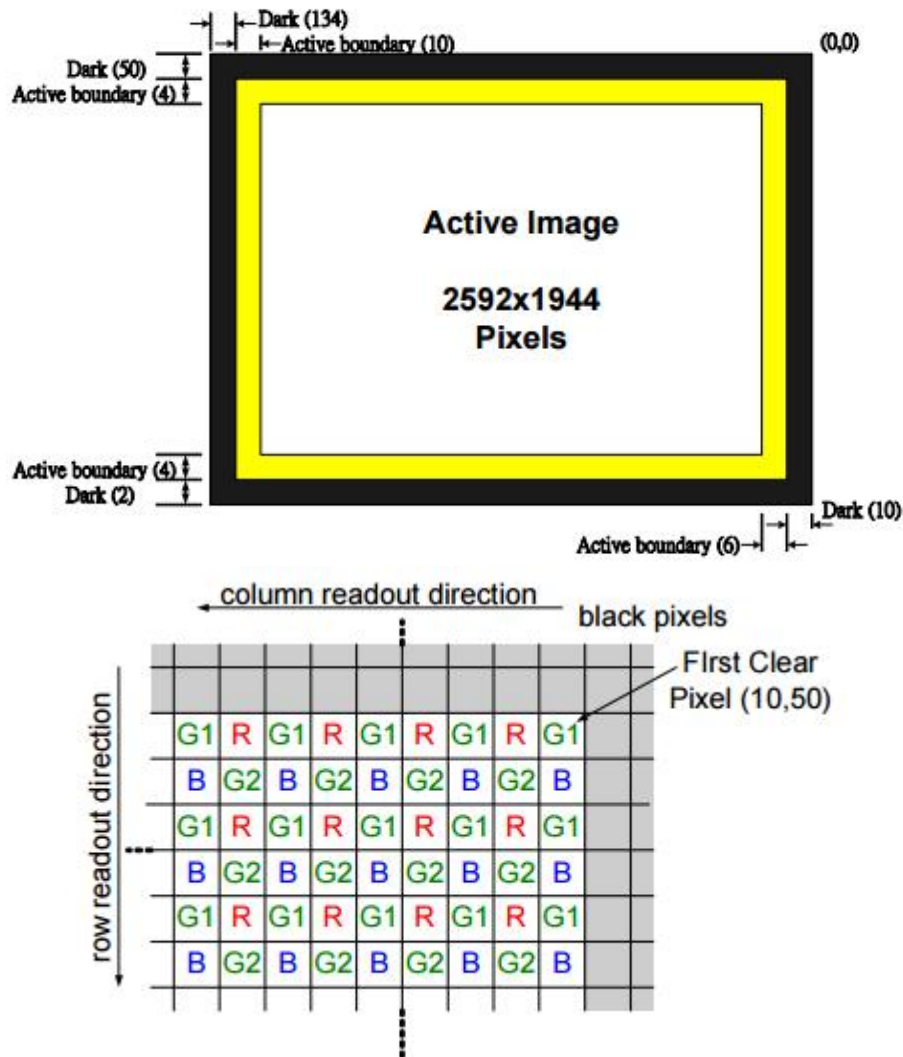 Dark (134)
Active boundary (10)
(0,0)
Dark (50)
Active boundary (4)
Active Image
2592x1944
Pixels
Active boundary (4)
Dark (2)
Dark (10)
Active boundary (6)
column readout direction
black pixels
FIrst Clear
Pixel (10,50)
row readout direction
G1 R G1 R G1 R G1 R G1
B G2 B G2 B G2 B G2 B
G1 R G1 R G1 R G1 R G1
B G2 B G2 B G2 B G2 B
G1 R G1 R G1 R G1 R G1
B G2 B G2 B G2 B G2 B